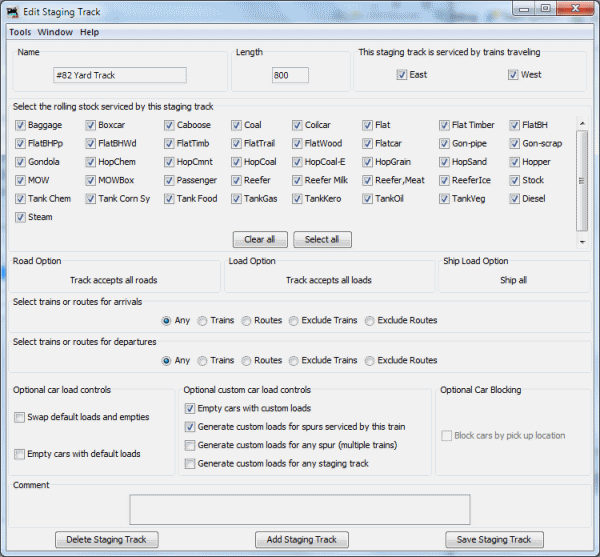 Edit Staging Track
Tools Window Help
Name Length This staging track is serviced by trains traveling
#82 Yard Track 800 East West
Select the rolling stock serviced by this staging track
Baggage Boxcar Caboose Coal Coilcar Flat Flat Timber FlatBH
FlatBHPp FlatBHWd FlatTimb FlatTrail FlatWood Flatcar Gon-pipe Gon-scrap
Gondola HopChem HopCmnt HopCoal HopCoal-E HopGrain HopSand Hopper
MOW MOWBox Passenger Reefer Reefer Milk Reefer,Meat ReeferIce Stock
Tank Chem Tank Corn Sy Tank Food TankGas TankKero TankOil TankVeg Diesel
Steam
Clear all Select all
Road Option Load Option Ship Load Option
Track accepts all roads Track accepts all loads Ship all
Select trains or routes for arrivals
Any Trains Routes Exclude Trains Exclude Routes
Select trains or routes for departures
Any Trains Routes Exclude Trains Exclude Routes
Optional car load controls Optional custom car load controls Optional Car Blocking
Empty cars with custom loads
Swap default loads and empties Generate custom loads for spurs serviced by this train
Block cars by pick up location
Generate custom loads for any spur (multiple trains)
Empty cars with default loads Generate custom loads for any staging track
Comment
Delete Staging Track Add Staging Track Save Staging Track